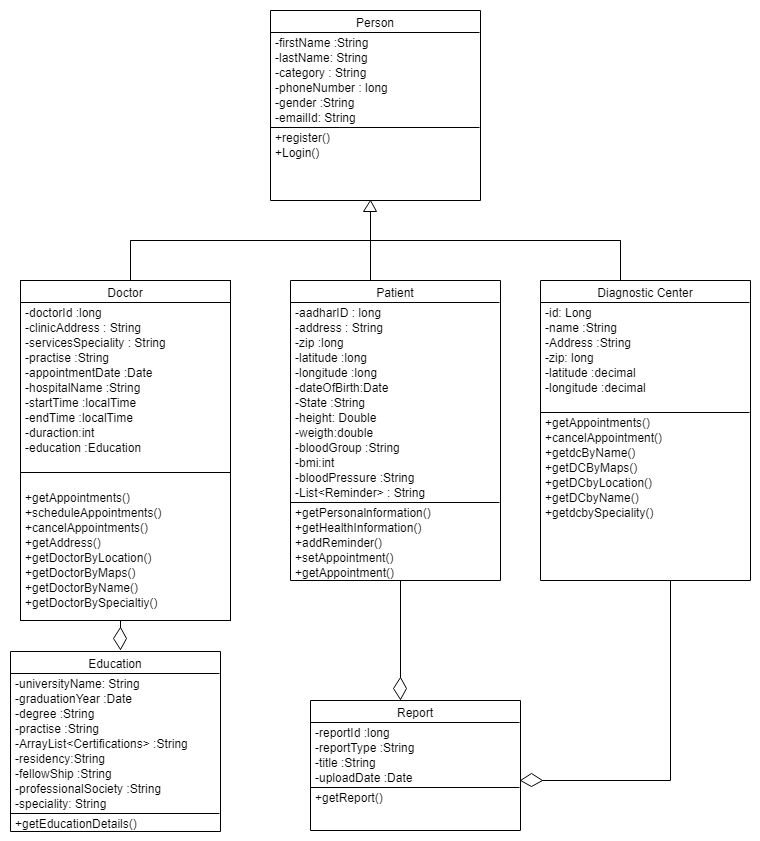 Person
-firstName :String
-lastName: String
-category : String
-phoneNumber : long
-gender :String
-emailId: String
+register()
+Login()
Doctor
-doctorId :long
-clinicAddress : String
-servicesSpeciality : String
-practise :String
-appointmentDate :Date
-hospitalName :String
-startTime :localTime
-endTime :localTime
-duraction:int
-education :Education
+getAppointments()
+scheduleAppointments()
+cancelAppointments()
+getAddress()
+getDoctorByLocation()
+getDoctorByMaps()
+getDoctorByName()
+getDoctorBySpecialtiy()
Patient
-aadharID : long
-address : String
-zip :long
-latitude :long
-longitude :long
-dateOfBirth:Date
-State :String
-height: Double
-weigth:double
-bloodGroup :String
-bmi:int
-bloodPressure :String
-List<Reminder> : String
+getPersonalInformation()
+getHealthInformation()
+addReminder()
+setAppointment()
+getAppointment()
Diagnostic Center
-id: Long
-name :String
-Address :String
-zip: long
-latitude :decimal
-longitude :decimal
+getAppointments()
+cancelAppointment()
+getdcByName()
+getDCByMaps()
+getDCbyLocation()
+getDCbyName()
+getdcbySpeciality()
Education
-universityName: String
-graduationYear :Date
-degree :String
-practise :String
-ArrayList<Certifications> :String
-residency:String
-fellowShip :String
-professionalSociety :String
-speciality: String
+getEducationDetails()
Report
-reportId :long
-reportType :String
-title :String
-uploadDate :Date
+getReport()